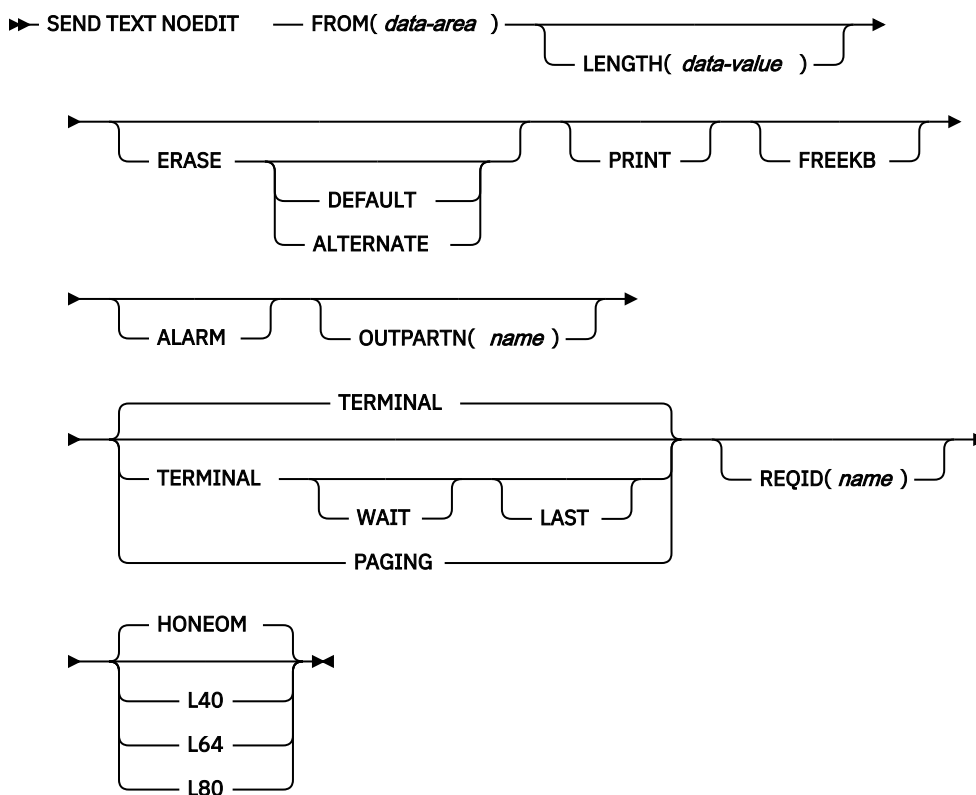 SEND TEXT NOEDIT FROM( data-area )
LENGTH( data-value )
ERASE PRINT FREEKB
DEFAULT
ALTERNATE
ALARM OUTPARTN( name )
TERMINAL
TERMINAL REQID( name )
WAIT LAST
PAGING
HONEOM
L40
L64
L80